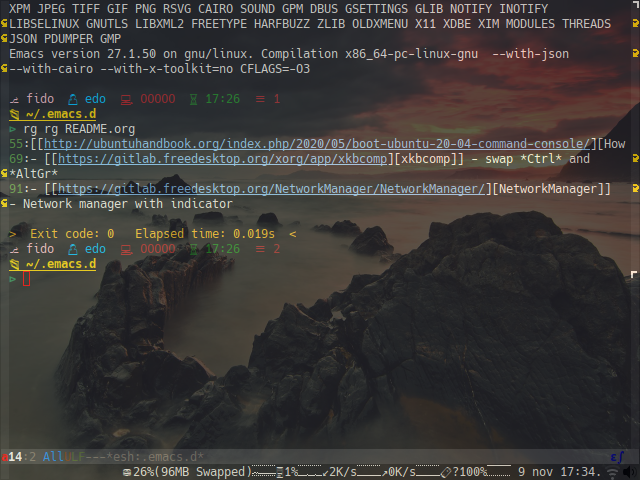 XPM JPEG TIFF GIF PNG RSVG CAIRO SOUND GPM DBUS GSETTINGS GLIB NOTIFY INOTIFY
LIBSELINUX GNUTLS LIBXML2 FREETYPE HARFBUZZ ZLIB OLDXMENU X11 XDBE XIM MODULES THREADS
JSON PDUMPER GMP
Emacs version 27.1.50 on gnu/linux. Compilation x86_64-pc-linux-gnu  --with-json
--with-cairo --with-x-toolkit=no CFLAGS=-O3
fido edo 00000 17:26 = 1
~/.emacs.d
rg rg README.org
55:[[http://ubuntuhandbook.org/index.php/2020/05/boot-ubuntu-20-04-command-console/][How
69:- [[https://gitlab.freedesktop.org/xorg/app/xkbcomp][xkbcomp]] - swap *Ctrl* and
*AltGr*
91:- [[https://gitlab.freedesktop.org/NetworkManager/NetworkManager/][NetworkManager]]
- Network manager with indicator
>  Exit code: 0   Elapsed time: 0.019s  <
fido edo 00000 17:26 = 2
~/.emacs.d
14:2 All ULF---*esh:.emacs.d* εʃ
26%(96MB Swapped) 1% ↙2K/s ↗0K/s ?100% 9 nov 17:34.